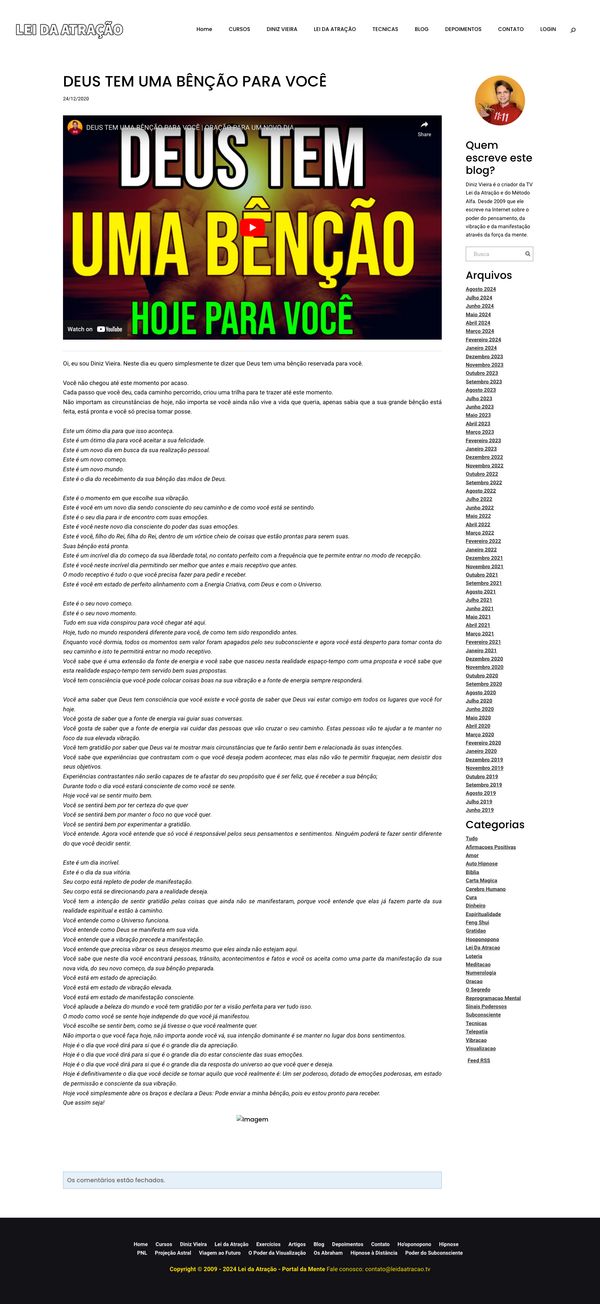 LEI DA ATRAÇÃO
Home CURSOS DINIZ VIEIRA LEI DA ATRAÇÃO TECNICAS BLOG DEPOIMENTOS CONTATO LOGIN
DEUS TEM UMA BÊNÇÃO PARA VOCÊ
24/12/2020
DEUS TEM UMA BÊNÇÃO PARA VOCÊ | ORAÇÃO PARA UM NOVO DIA
Share
DEUS TEM
UMA BÊNÇÃO
HOJE PARA VOCÊ
Watch on YouTube
Oi, eu sou Diniz Vieira. Neste dia eu quero simplesmente te dizer que Deus tem uma bênção reservada para você.
Você não chegou até este momento por acaso.
Cada passo que você deu, cada caminho percorrido, criou uma trilha para te trazer até este momento.
Não importam as circunstâncias de hoje, não importa se você ainda não vive a vida que queria, apenas sabia que a sua grande bênção está
feita, está pronta e você só precisa tomar posse.
Este um ótimo dia para que isso aconteça.
Este é um ótimo dia para você aceitar a sua felicidade.
Este é um novo dia em busca da sua realização pessoal.
Este é um novo começo.
Este é um novo mundo.
Este é o dia do recebimento da sua bênção das mãos de Deus.
Este é o momento em que escolhe sua vibração.
Este é você em um novo dia sendo consciente do seu caminho e de como você está se sentindo.
Este é o seu dia para ir de encontro com suas emoções.
Este é você neste novo dia consciente do poder das suas emoções.
Este é você, filho do Rei, filha do Rei, dentro de um vórtice cheio de coisas que estão prontas para serem suas.
Suas bênção está pronta.
Este é um incrível dia do começo da sua liberdade total, no contato perfeito com a frequência que te permite entrar no modo de recepção.
Este é você neste incrível dia permitindo ser melhor que antes e mais receptivo que antes.
O modo receptivo é tudo o que você precisa fazer para pedir e receber.
Este é você em estado de perfeito alinhamento com a Energia Criativa, com Deus e com o Universo.
Este é o seu novo começo.
Este é o seu novo momento.
Tudo em sua vida conspirou para você chegar até aqui.
Hoje, tudo no mundo responderá diferente para você, de como tem sido respondido antes.
Enquanto você dormia, todos os momentos sem valor foram apagados pelo seu subconsciente e agora você está desperto para tomar conta do
seu caminho e isto te permitirá entrar no modo receptivo.
Você sabe que é uma extensão da fonte de energia e você sabe que nasceu nesta realidade espaço-tempo com uma proposta e você sabe que
esta realidade espaço-tempo tem servido bem suas propostas.
Você tem consciência que você pode colocar coisas boas na sua vibração e a fonte de energia sempre responderá.
Você ama saber que Deus tem consciência que você existe e você gosta de saber que Deus vai estar comigo em todos os lugares que você for
hoje.
Você gosta de saber que a fonte de energia vai guiar suas conversas.
Você gosta de saber que a fonte de energia vai cuidar das pessoas que vão cruzar o seu caminho. Estas pessoas vão te ajudar a te manter no
foco da sua elevada vibração.
Você tem gratidão por saber que Deus vai te mostrar mais circunstâncias que te farão sentir bem e relacionada às suas intenções.
Você sabe que experiências que contrastam com o que você deseja podem acontecer, mas elas não vão te permitir fraquejar, nem desistir dos
seus objetivos.
Experiências contrastantes não serão capazes de te afastar do seu propósito que é ser feliz, que é receber a sua bênção;
Durante todo o dia você estará consciente de como você se sente.
Hoje você vai se sentir muito bem.
Você se sentirá bem por ter certeza do que quer
Você se sentirá bem por manter o foco no que você quer.
Você se sentirá bem por experimentar a gratidão.
Você entende. Agora você entende que só você é responsável pelos seus pensamentos e sentimentos. Ninguém poderá te fazer sentir diferente
do que você decidir sentir.
Este é um dia incrível.
Este é o dia da sua vitória.
Seu corpo está repleto de poder de manifestação.
Seu corpo está se direcionando para a realidade deseja.
Você tem a intenção de sentir gratidão pelas coisas que ainda não se manifestaram, porque você entende que elas já fazem parte da sua
realidade espiritual e estão à caminho.
Você entende como o Universo funciona.
Você entende como Deus se manifesta em sua vida.
Você entende que a vibração precede a manifestação.
Você entende que precisa vibrar os seus desejos mesmo que eles ainda não estejam aqui.
Você sabe que neste dia você encontrará pessoas, trânsito, acontecimentos e fatos e você os aceita como uma parte da manifestação da sua
nova vida, do seu novo começo, da sua bênção preparada.
Você está em estado de apreciação.
Você está em estado de vibração elevada.
Você está em estado de manifestação consciente.
Você aplaude a beleza do mundo e você tem gratidão por ter a visão perfeita para ver tudo isso.
O modo como você se sente hoje independe do que você já manifestou.
Você escolhe se sentir bem, como se já tivesse o que você realmente quer.
Não importa o que você faça hoje, não importa aonde você vá, sua intenção dominante é se manter no lugar dos bons sentimentos.
Hoje é o dia que você dirá para si que é o grande dia da apreciação.
Hoje é o dia que você dirá para si que é o grande dia do estar consciente das suas emoções.
Hoje é o dia que você dirá para si que é o grande dia da resposta do universo ao que você quer e deseja.
Hoje é definitivamente o dia que você decide se tornar aquilo que você realmente é: Um ser poderoso, dotado de emoções poderosas, em estado
de permissão e consciente da sua vibração.
Hoje você simplesmente abre os braços e declara a Deus: Pode enviar a minha bênção, pois eu estou pronto para receber.
Que assim seja!
Imagem
Os comentários estão fechados.
11:11
Quem
escreve este
blog?
Diniz Vieira é o criador da TV
Lei da Atração e do Método
Alfa. Desde 2009 que ele
escreve na Internet sobre o
poder do pensamento, da
vibração e da manifestação
através da força da mente.
Busca
Arquivos
Agosto 2024
Julho 2024
Junho 2024
Maio 2024
Abril 2024
Março 2024
Fevereiro 2024
Janeiro 2024
Dezembro 2023
Novembro 2023
Outubro 2023
Setembro 2023
Agosto 2023
Julho 2023
Junho 2023
Maio 2023
Abril 2023
Março 2023
Fevereiro 2023
Janeiro 2023
Dezembro 2022
Novembro 2022
Outubro 2022
Setembro 2022
Agosto 2022
Julho 2022
Junho 2022
Maio 2022
Abril 2022
Março 2022
Fevereiro 2022
Janeiro 2022
Dezembro 2021
Novembro 2021
Outubro 2021
Setembro 2021
Agosto 2021
Julho 2021
Junho 2021
Maio 2021
Abril 2021
Março 2021
Fevereiro 2021
Janeiro 2021
Dezembro 2020
Novembro 2020
Outubro 2020
Setembro 2020
Agosto 2020
Julho 2020
Junho 2020
Maio 2020
Abril 2020
Março 2020
Fevereiro 2020
Janeiro 2020
Dezembro 2019
Novembro 2019
Outubro 2019
Setembro 2019
Agosto 2019
Julho 2019
Junho 2019
Categorias
Tudo
Afirmacoes Positivas
Amor
Auto Hipnose
Bíblia
Carta Magica
Cerebro Humano
Cura
Dinheiro
Espiritualidade
Feng Shui
Gratidao
Hooponopono
Lei Da Atracao
Loteria
Meditacao
Numerologia
Oracao
O Segredo
Reprogramacao Mental
Sinais Poderosos
Subconsciente
Tecnicas
Telepatia
Vibracao
Visualizacao
Feed RSS
Home Cursos Diniz Vieira Lei da Atração Exercícios Artigos Blog Depoimentos Contato Ho'oponopono Hipnose
PNL Projeção Astral Viagem ao Futuro O Poder da Visualização Os Abraham Hipnose à Distância Poder do Subconsciente
Copyright © 2009 - 2024 Lei da Atração - Portal da Mente Fale conosco: contato@leidaatracao.tv